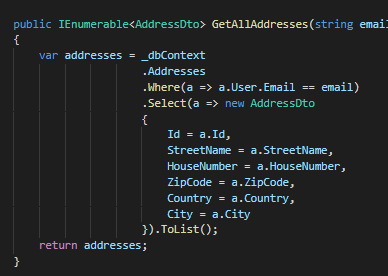 public IEnumerable<AddressDto> GetAllAddresses(string email
{
    var addresses = _dbContext
                    .Addresses
                    .Where(a => a.User.Email == email)
                    .Select(a => new AddressDto
                    {
                        Id = a.Id,
                        StreetName = a.StreetName,
                        HouseNumber = a.HouseNumber,
                        ZipCode = a.ZipCode,
                        Country = a.Country,
                        City = a.City
                    }).ToList();
    return addresses;
}